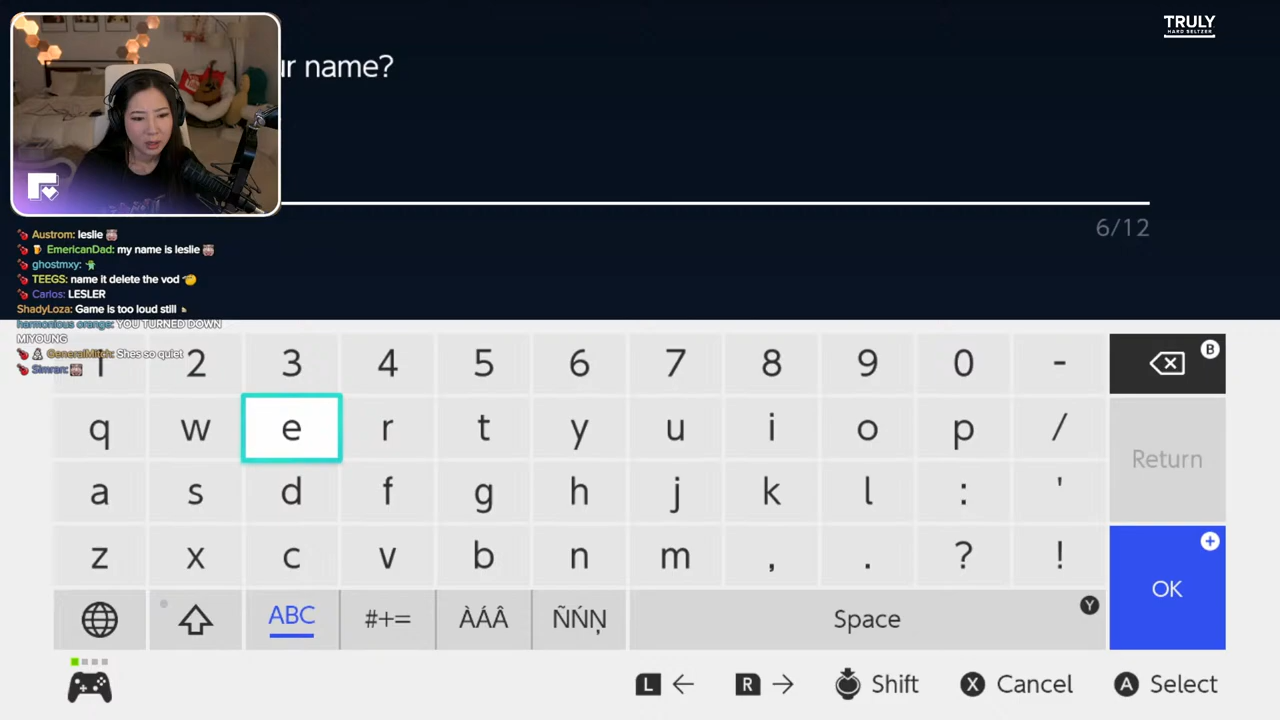 TRULY
HARD SELTZER
ur name?
6/12
Austrom: leslie
EmericanDad: my name is leslie
ghostmxy:
TEEGS: name it delete the vod
Carlos: LESLER
ShadyLoza: Game is too loud still
harmonious orange: YOU TURNED DOWN
MIYOUNG
GeneralMitch: Shes so quiet
Simran:
1 2 3 4 5 6 7 8 9 0 - B
q w e r t y u i o p /
Return
a s d f g h j k l : '
z x c v b n m , . ? ! +
OK
ABC #+= ÀÁÂ ÑŃŅ Space Y
L ← R → Shift X Cancel A Select